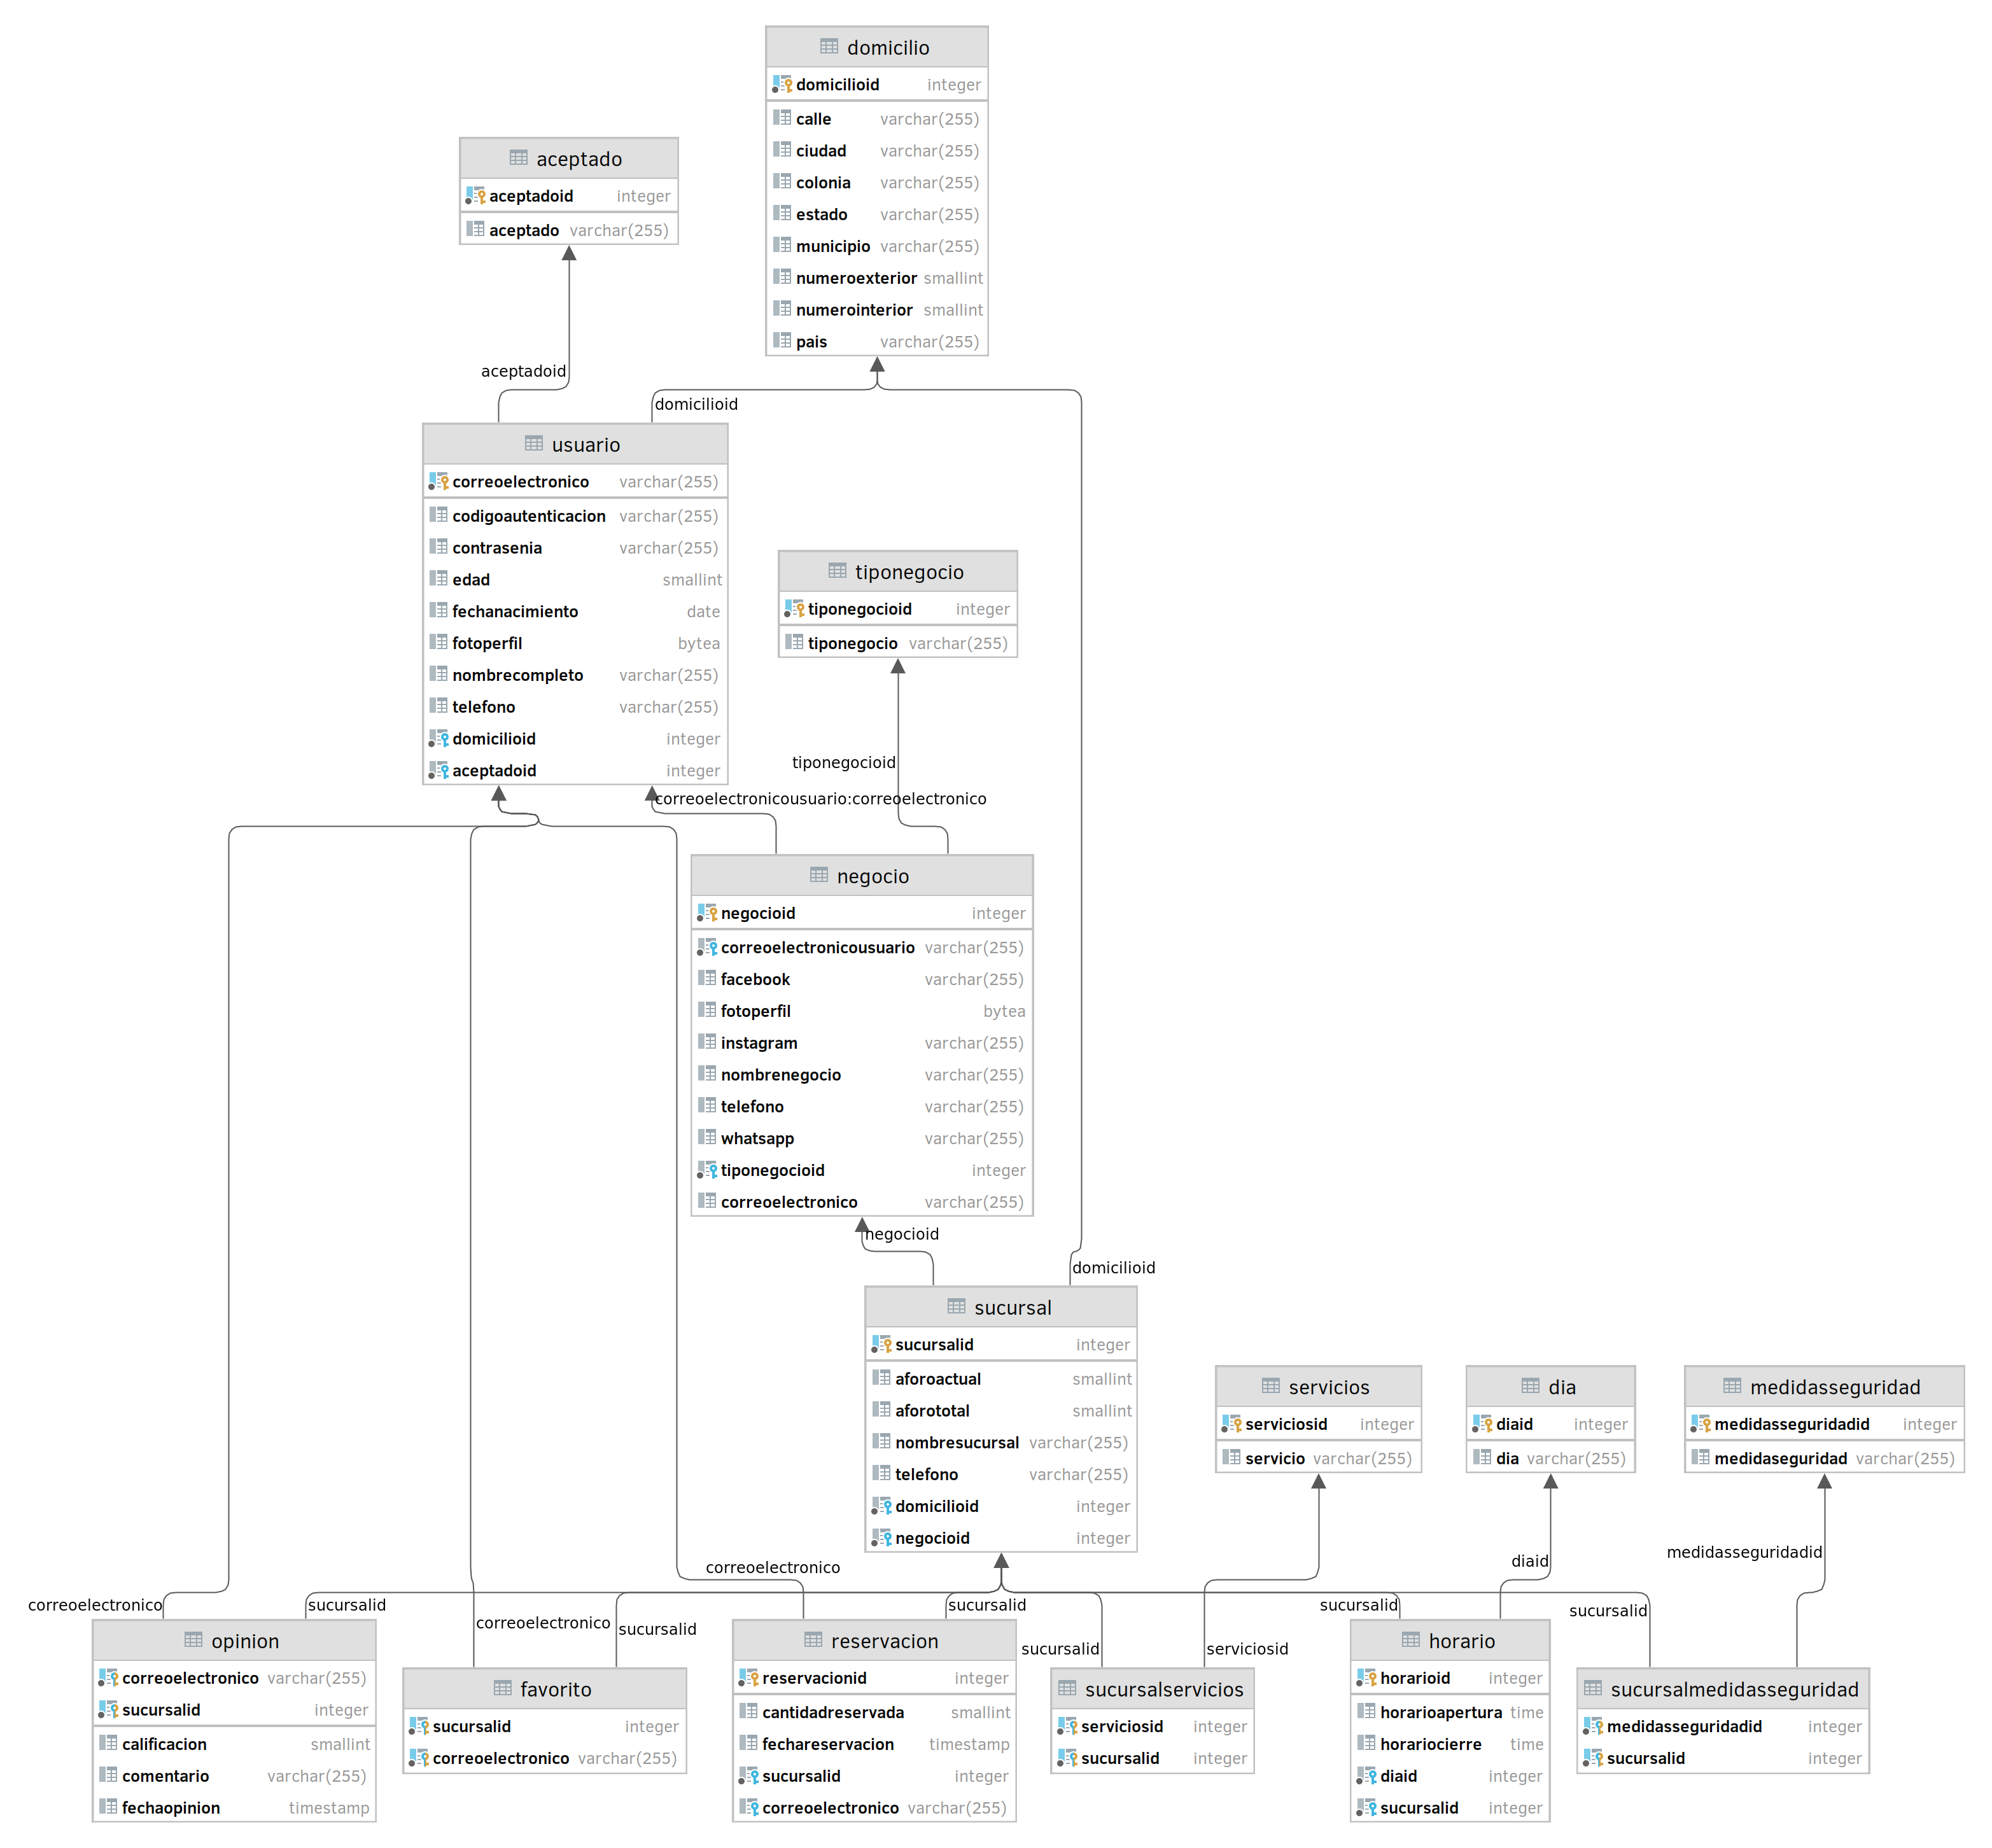 domicilio
domicilioid integer
calle varchar(255)
ciudad varchar(255)
colonia varchar(255)
estado varchar(255)
municipio varchar(255)
numeroexterior smallint
numerointerior smallint
pais varchar(255)
aceptado
aceptadoid integer
aceptado varchar(255)
aceptadoid
domicilioid
usuario
correoelectronico varchar(255)
codigoautenticacion varchar(255)
contrasenia varchar(255)
edad smallint
fechanacimiento date
fotoperfil bytea
nombrecompleto varchar(255)
telefono varchar(255)
domicilioid integer
aceptadoid integer
tiponegocio
tiponegocioid integer
tiponegocio varchar(255)
tiponegocioid
correoelectronicousuario:correoelectronico
negocio
negocioid integer
correoelectronicousuario varchar(255)
facebook varchar(255)
fotoperfil bytea
instagram varchar(255)
nombrenegocio varchar(255)
telefono varchar(255)
whatsapp varchar(255)
tiponegocioid integer
correoelectronico varchar(255)
negocioid
domicilioid
sucursal
sucursalid integer
aforoactual smallint
aforototal smallint
nombresucursal varchar(255)
telefono varchar(255)
domicilioid integer
negocioid integer
servicios
serviciosid integer
servicio varchar(255)
dia
diaid integer
dia varchar(255)
medidasseguridad
medidasseguridadid integer
medidaseguridad varchar(255)
correoelectronico
sucursalid
correoelectronico
sucursalid
correoelectronico
sucursalid
sucursalid
serviciosid
sucursalid
diaid
sucursalid
medidasseguridadid
opinion
correoelectronico varchar(255)
sucursalid integer
calificacion smallint
comentario varchar(255)
fechaopinion timestamp
favorito
sucursalid integer
correoelectronico varchar(255)
reservacion
reservacionid integer
cantidadreservada smallint
fechareservacion timestamp
sucursalid integer
correoelectronico varchar(255)
sucursalservicios
serviciosid integer
sucursalid integer
horario
horarioid integer
horarioapertura time
horariocierre time
diaid integer
sucursalid integer
sucursalmedidasseguridad
medidasseguridadid integer
sucursalid integer